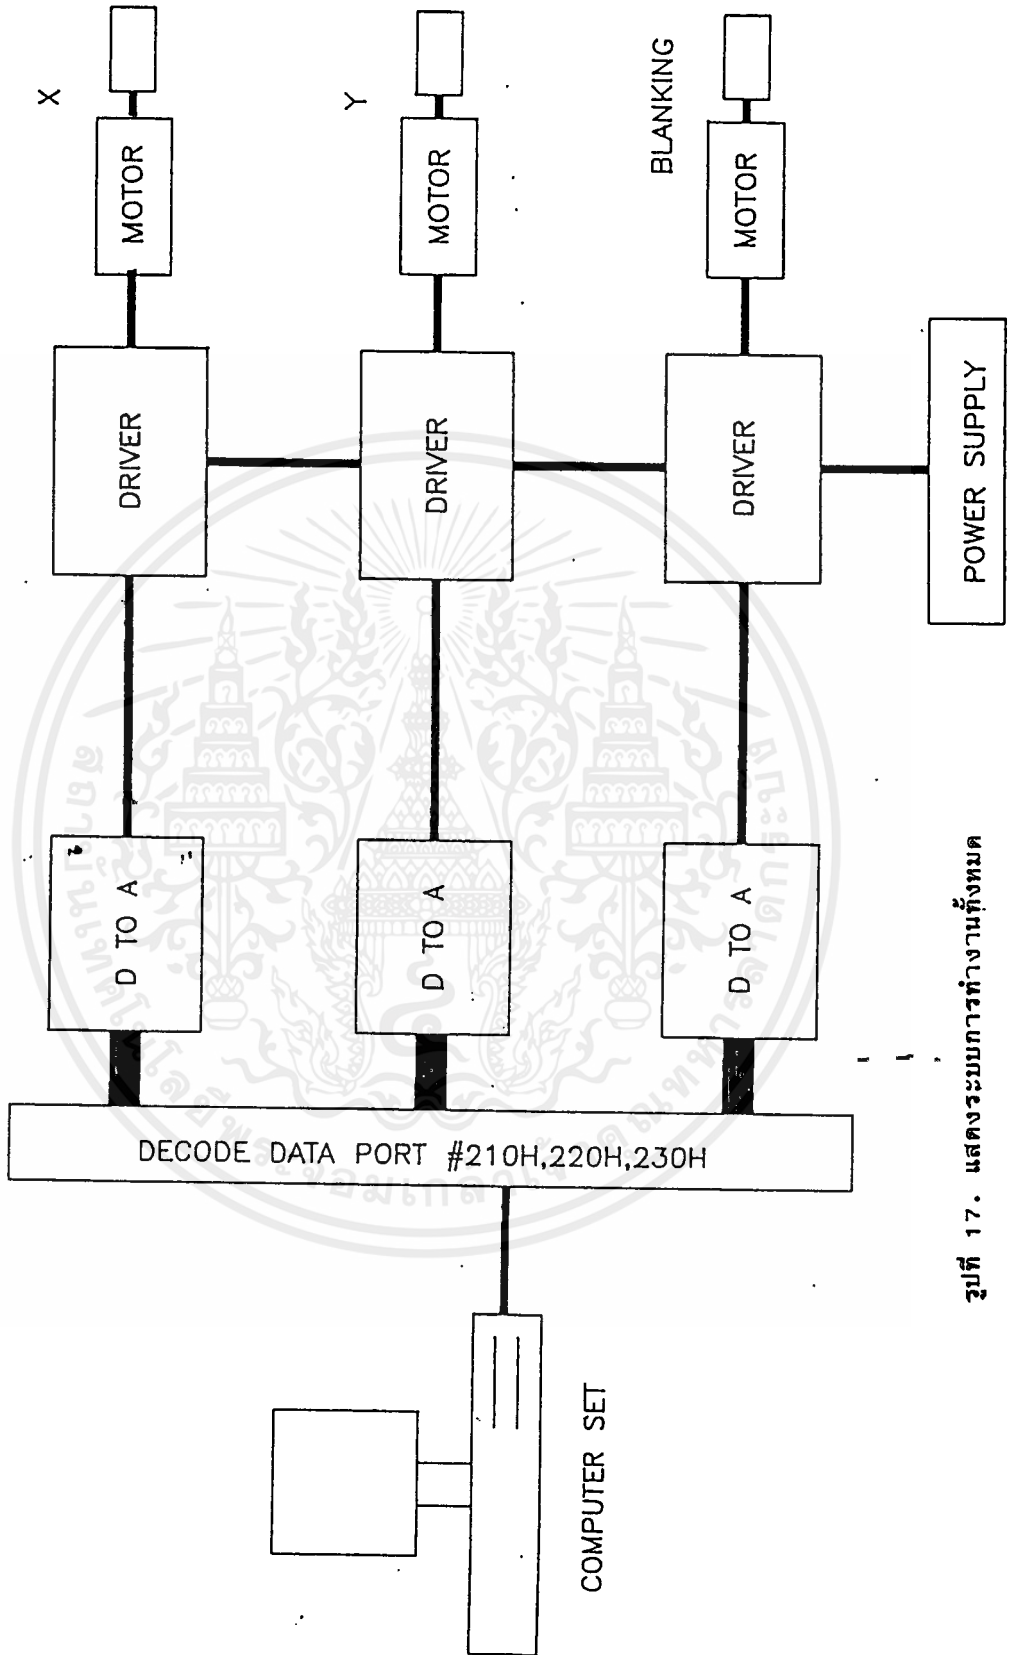 X
MOTOR
DRIVER
D TO A
Y
MOTOR
DRIVER
D TO A
BLANKING
MOTOR
DRIVER
D TO A
POWER SUPPLY
DECODE DATA PORT #210H,220H,230H
COMPUTER SET
รูปที่ 17. แสดงระบบการทำงานทั้งหมด